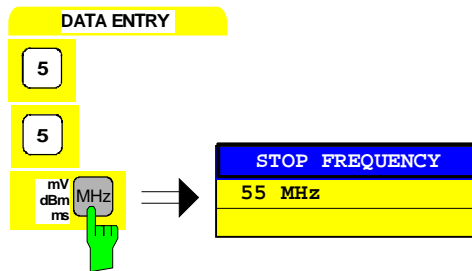 DATA ENTRY
5
5
mV
dBm
ms
MHz
STOP FREQUENCY
55 MHz